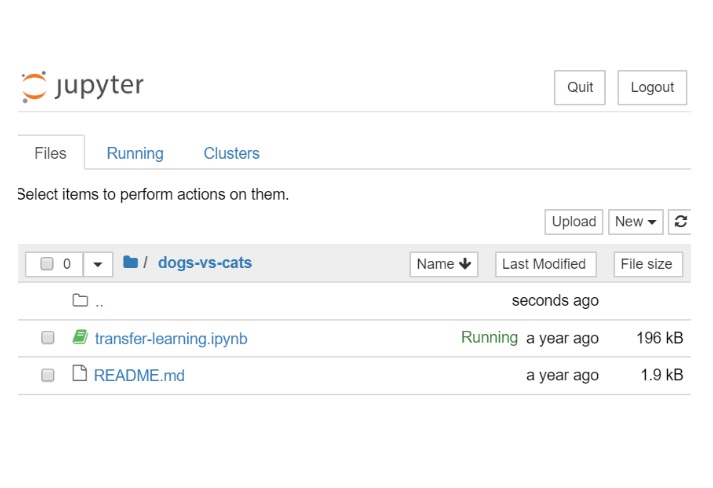 jupyter Quit Logout
Files Running Clusters
Select items to perform actions on them.
Upload New
0 / dogs-vs-cats Name Last Modified File size
.. seconds ago
transfer-learning.ipynb Running a year ago 196 kB
README.md a year ago 1.9 kB